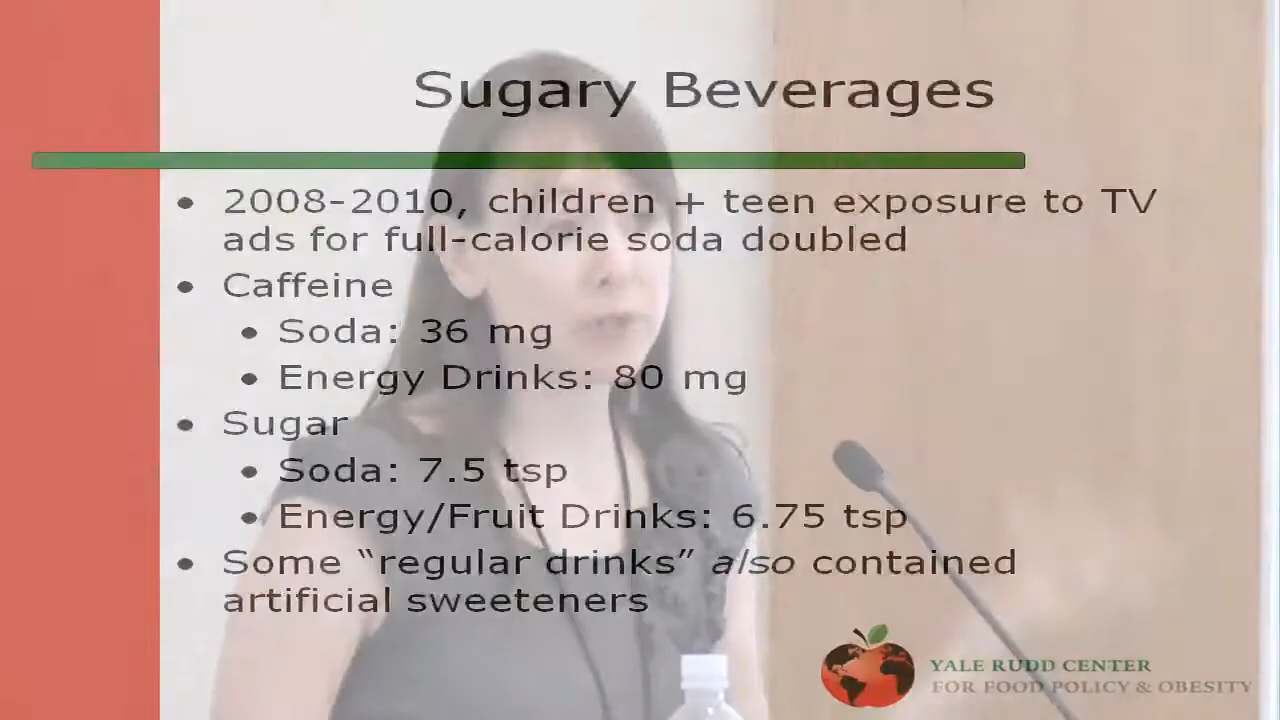 Sugary Beverages
• 2008-2010, children + teen exposure to TV
ads for full-calorie soda doubled
• Caffeine
• Soda: 36 mg
• Energy Drinks: 80 mg
• Sugar
• Soda: 7.5 tsp
• Energy/Fruit Drinks: 6.75 tsp
• Some “regular drinks” also contained
artificial sweeteners
YALE RUDD CENTER
FOR FOOD POLICY & OBESITY